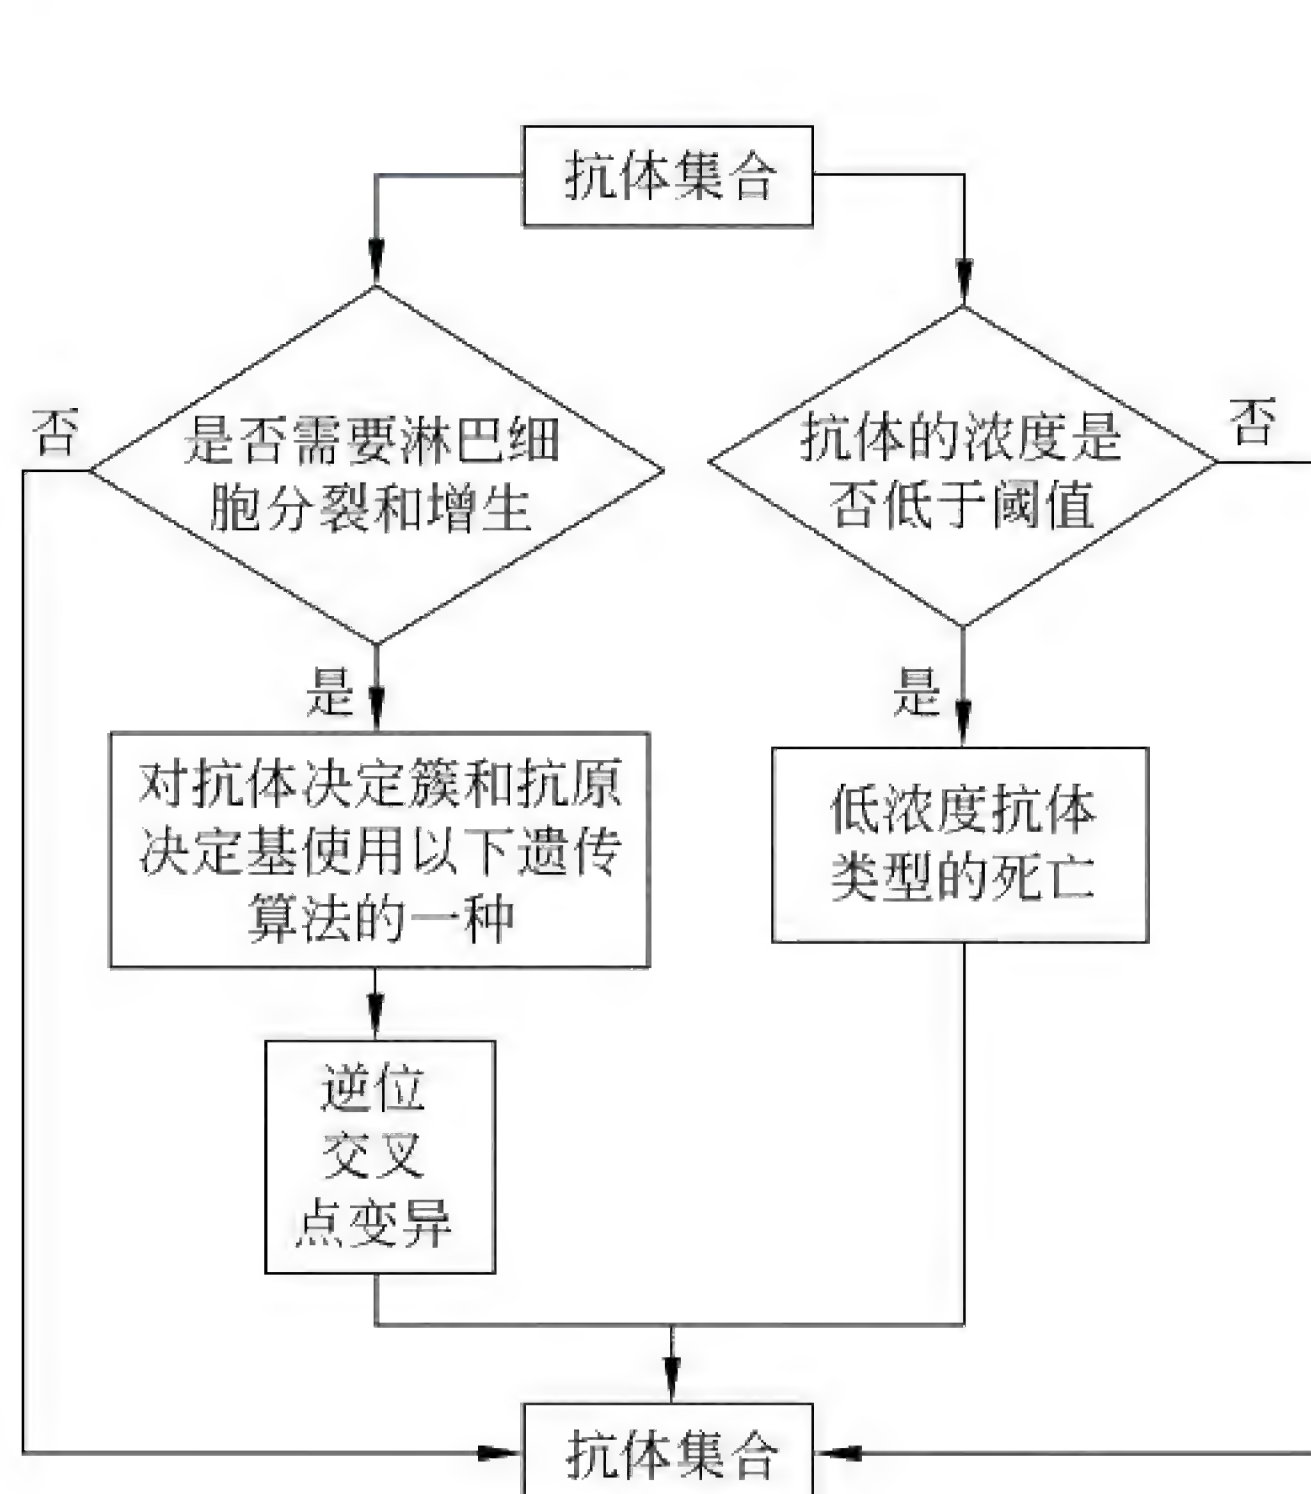 抗体集合
否
是否需要淋巴细
胞分裂和增生
抗体的浓度是
否低于阈值
否
是
是
对抗体决定簇和抗原
决定基使用以下遗传
算法的一种
低浓度抗体
类型的死亡
逆位
交叉
点变异
抗体集合